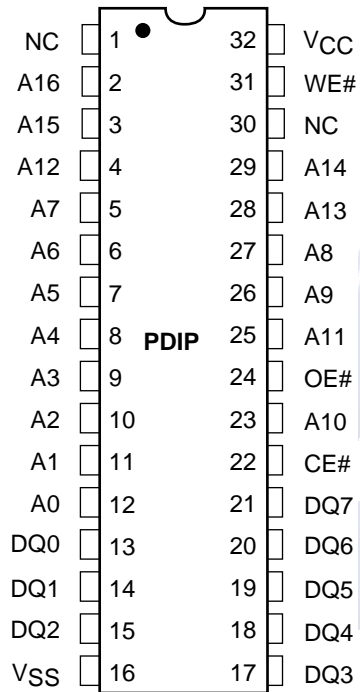 NC 1 32 VCC
A16 2 31 WE#
A15 3 30 NC
A12 4 29 A14
A7 5 28 A13
A6 6 27 A8
A5 7 26 A9
A4 8 PDIP 25 A11
A3 9 24 OE#
A2 10 23 A10
A1 11 22 CE#
A0 12 21 DQ7
DQ0 13 20 DQ6
DQ1 14 19 DQ5
DQ2 15 18 DQ4
VSS 16 17 DQ3